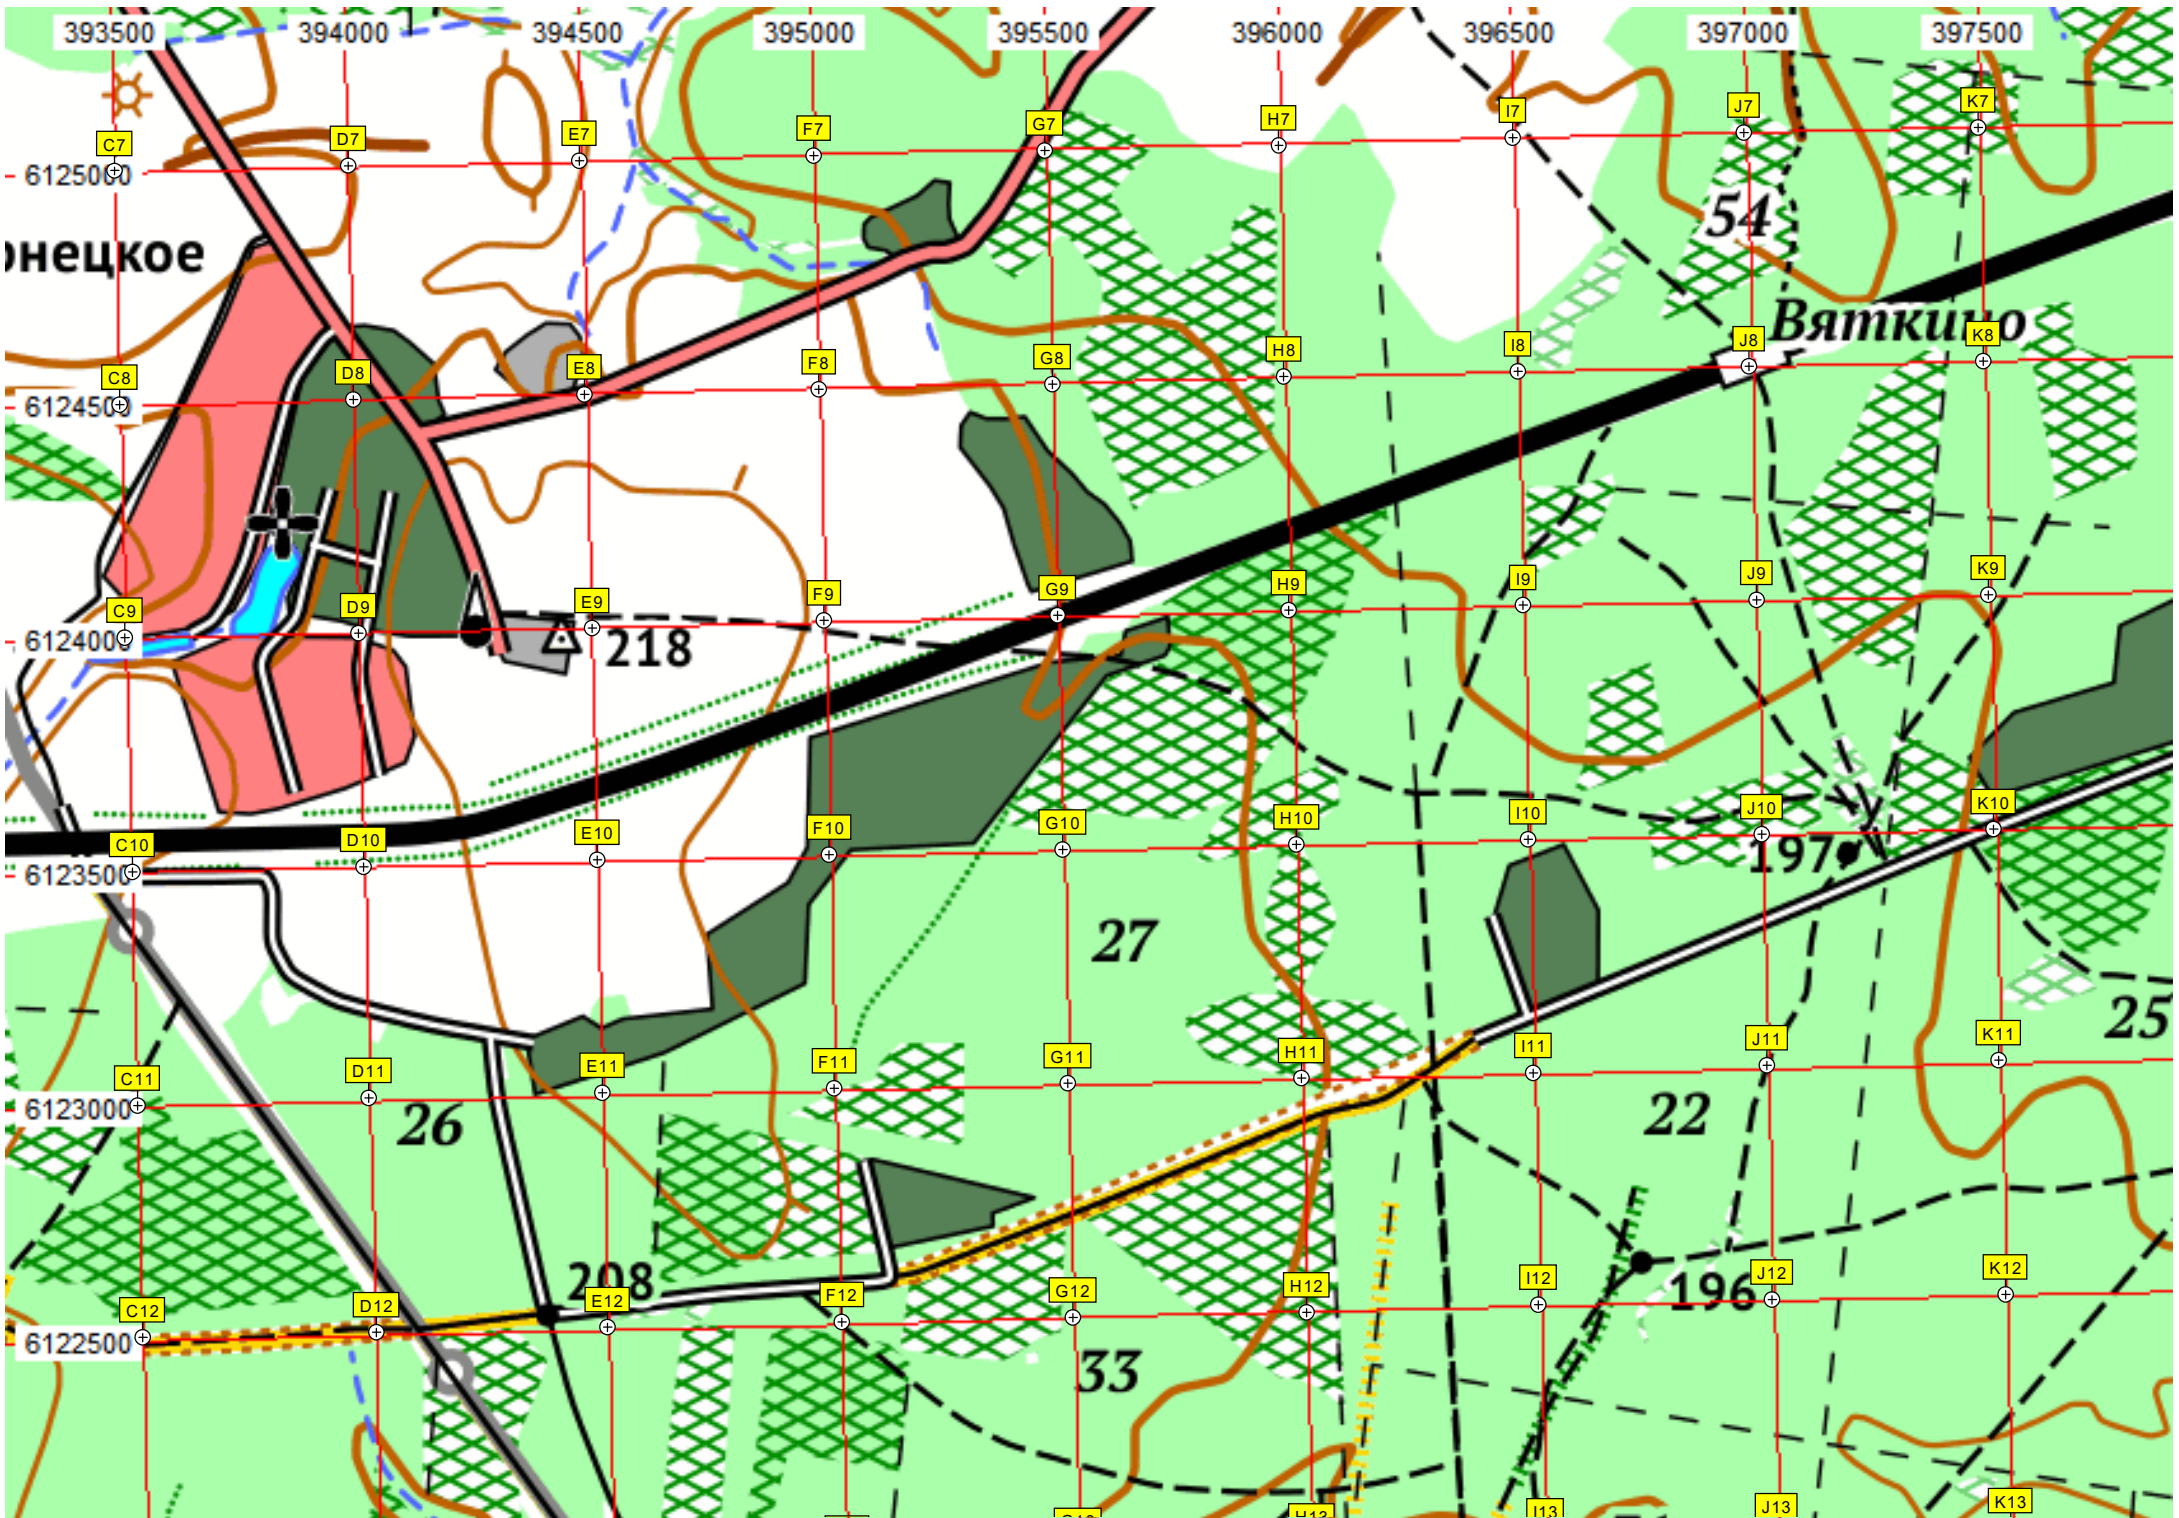 393500 394000 394500 395000 395500 396000 396500 397000 397500
C7 D7 E7 F7 G7 H7 I7 J7 K7
6125000
54
онецкое
Вяткино
C8 D8 E8 F8 G8 H8 I8 J8 K8
6124500
C9 D9 E9 F9 G9 H9 I9 J9 K9
6124000
218
C10 D10 E10 F10 G10 H10 I10 J10 K10
197
6123500
27
25
C11 D11 E11 F11 G11 H11 I11 J11 K11
6123000
26
22
208
196
C12 D12 E12 F12 G12 H12 I12 J12 K12
6122500
33
H13 I13 J13 K13